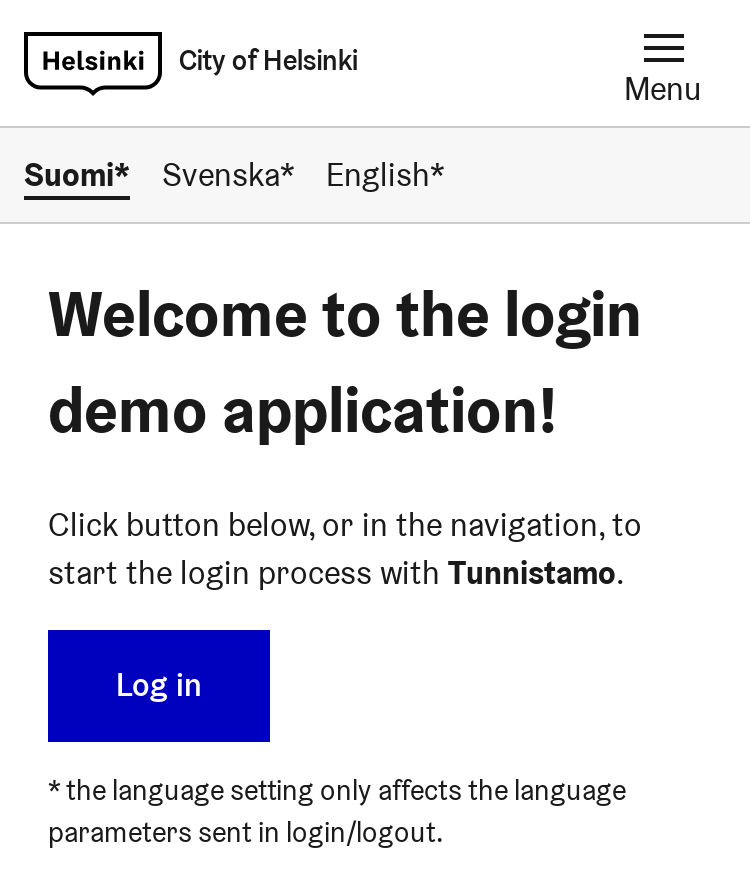 Helsinki City of Helsinki
Menu
Suomi* Svenska* English*
Welcome to the login
demo application!
Click button below, or in the navigation, to
start the login process with Tunnistamo.
Log in
* the language setting only affects the language
parameters sent in login/logout.